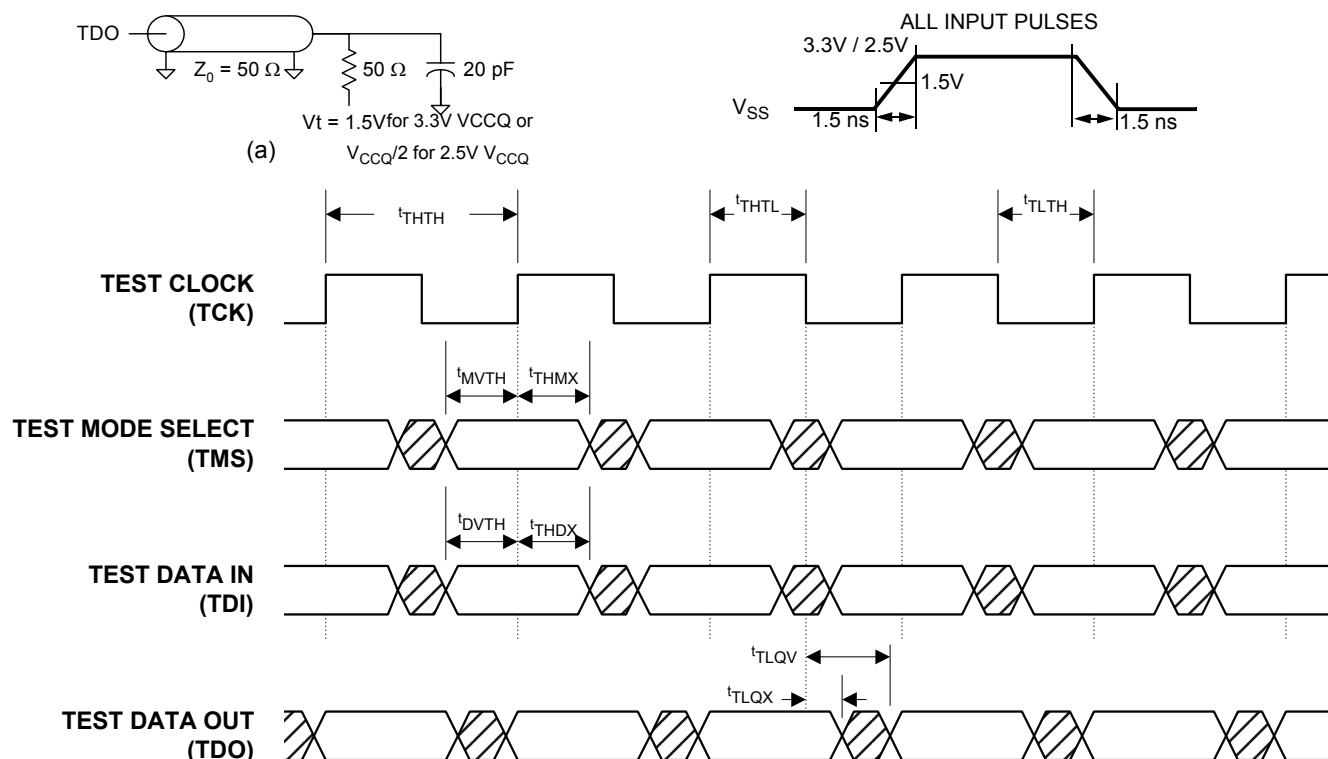 TDO
Z0 = 50 Ω
50 Ω
20 pF
Vt = 1.5V for 3.3V VCCQ or
VCCQ/2 for 2.5V VCCQ
(a)
ALL INPUT PULSES
3.3V / 2.5V
1.5V
VSS
1.5 ns
1.5 ns
tTHTH
tTHTL
tTLTH
TEST CLOCK
(TCK)
tMVTH
tTHMX
TEST MODE SELECT
(TMS)
tDVTH
tTHDX
TEST DATA IN
(TDI)
tTLQV
tTLQX
TEST DATA OUT
(TDO)